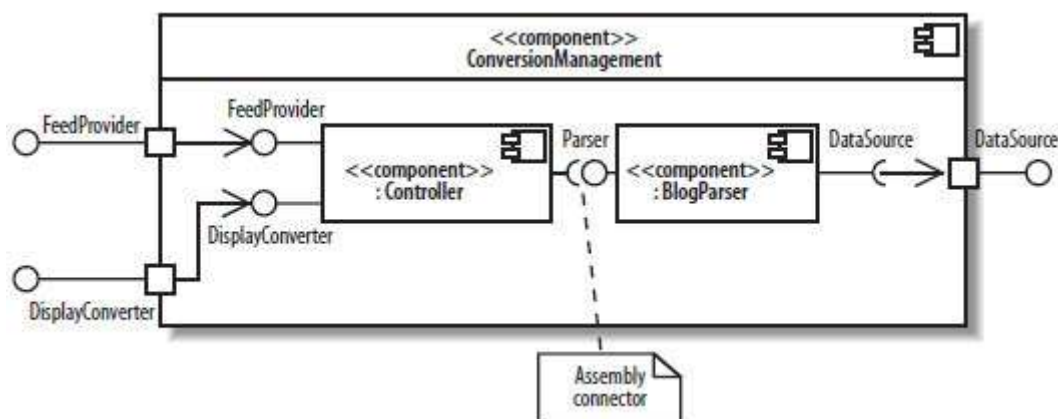 <<component>>
ConversionManagement
FeedProvider
FeedProvider
Parser
DataSource
DataSource
<<component>>
: Controller
<<component>>
: BlogParser
DisplayConverter
DisplayConverter
Assembly
connector